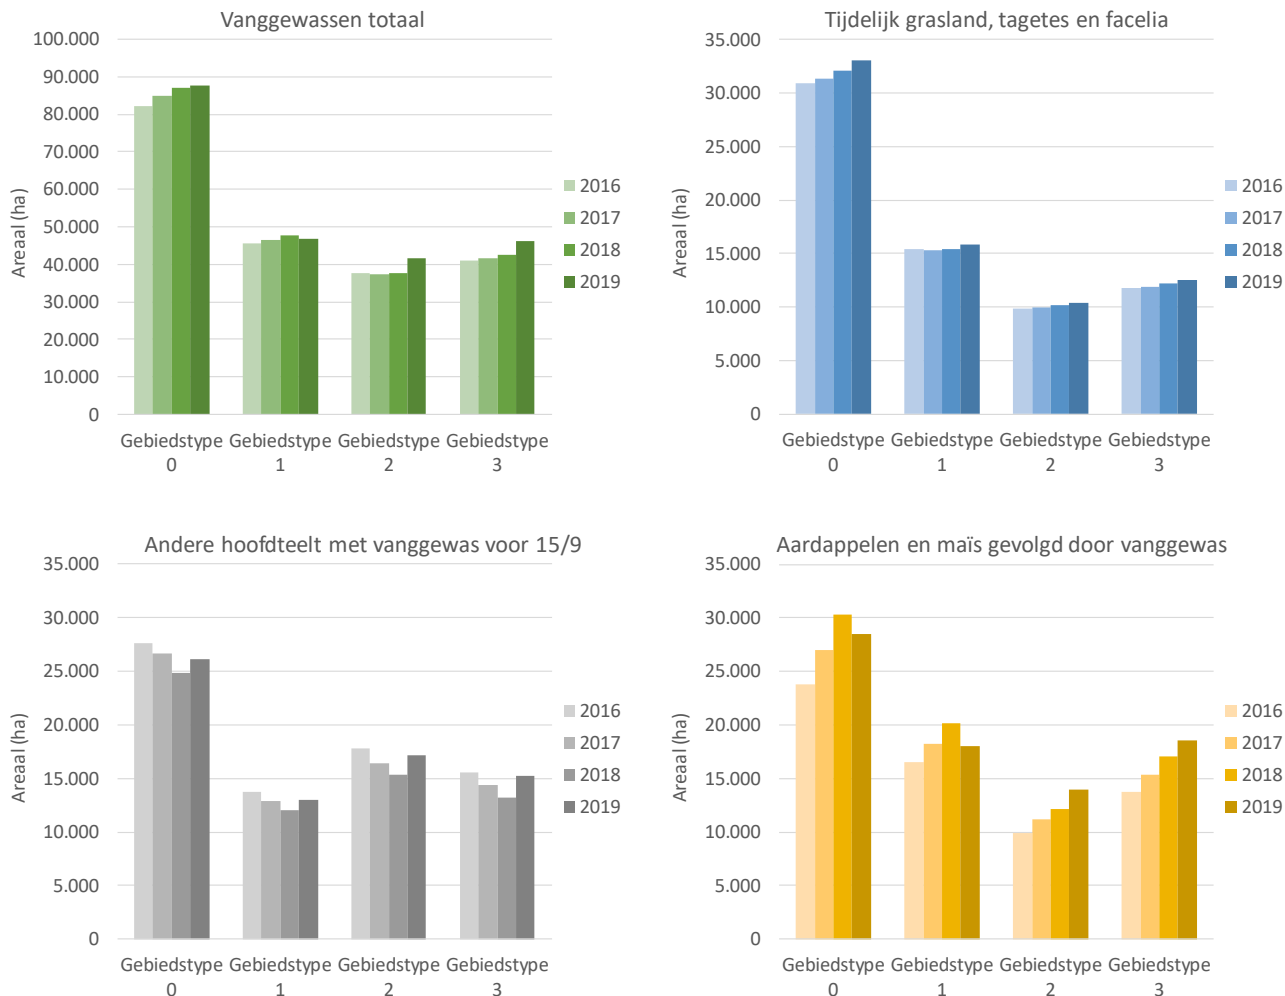 Vanggewassen totaal
100.000
90.000
80.000
70.000
60.000
50.000
40.000
30.000
20.000
10.000
0
Areaal (ha)
Gebiedstype 0
Gebiedstype 1
Gebiedstype 2
Gebiedstype 3
2016
2017
2018
2019
Tijdelijk grasland, tagetes en facelia
35.000
30.000
25.000
20.000
15.000
10.000
5.000
0
Areaal (ha)
Gebiedstype 0
Gebiedstype 1
Gebiedstype 2
Gebiedstype 3
2016
2017
2018
2019
Andere hoofdteelt met vanggewas voor 15/9
35.000
30.000
25.000
20.000
15.000
10.000
5.000
0
Areaal (ha)
Gebiedstype 0
Gebiedstype 1
Gebiedstype 2
Gebiedstype 3
2016
2017
2018
2019
Aardappelen en maïs gevolgd door vanggewas
35.000
30.000
25.000
20.000
15.000
10.000
5.000
0
Areaal (ha)
Gebiedstype 0
Gebiedstype 1
Gebiedstype 2
Gebiedstype 3
2016
2017
2018
2019